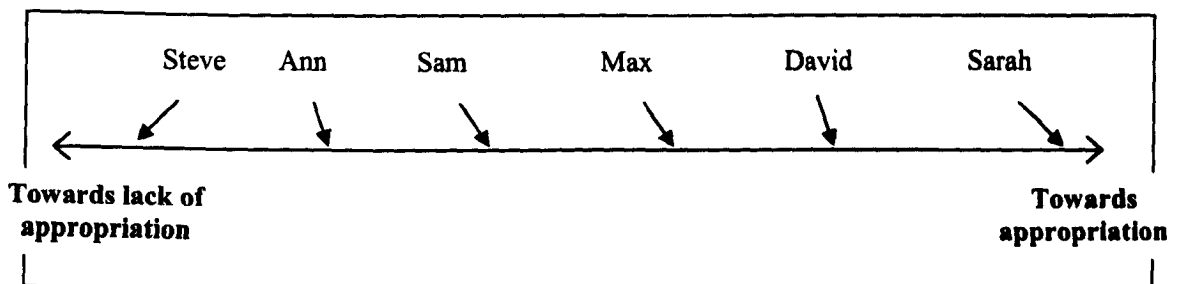 Steve Ann Sam Max David Sarah
Towards lack of appropriation
Towards appropriation